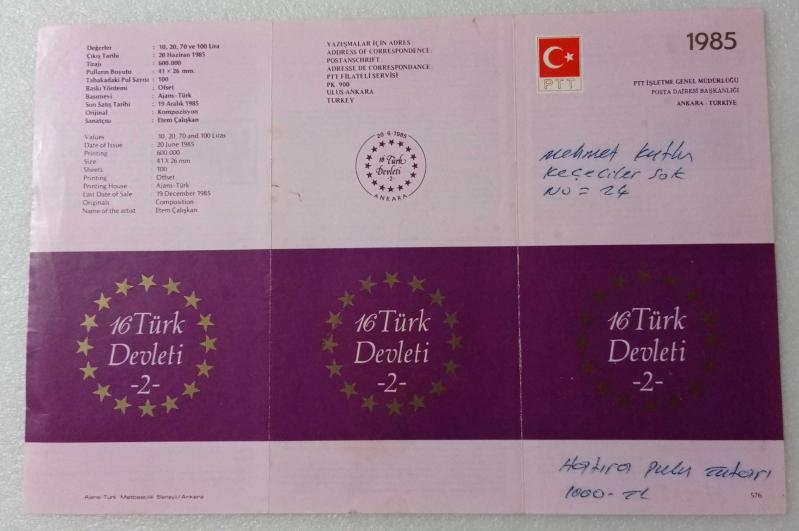 Değerler : 10, 20, 70 ve 100 Lira
Çıkış Tarihi : 20 Haziran 1985
Tirajı : 600.000
Pulların Boyutu : 41 × 26 mm.
Tabakadaki Pul Sayısı : 100
Baskı Yöntemi : Ofset
Basımevi : Ajans-Türk
Son Satış Tarihi : 19 Aralık 1985
Orijinal : Kompozisyon
Sanatçısı : Etem Çalışkan
Values : 10, 20, 70 and 100 Liras
Date of Issue : 20 June 1985
Printing : 600.000
Size : 41 X 26 mm
Sheets : 100
Printing : Offset
Printing House : Ajans-Türk
Last Date of Sale : 19 December 1985
Originals : Composition
Name of the artist : Etem Çalışkan
YAZIŞMALAR İÇİN ADRES
ADDRESS OF CORRESPONDENCE:
POSTANSCHRIFT:
ADRESSE DE CORRESPONDANCE:
PTT FİLATELİ SERVİSİ
PK. 900
ULUS-ANKARA
TURKEY
20-6-1985
16 Türk
Devleti
-2-
ANKARA
PTT
1985
PTT İŞLETME GENEL MÜDÜRLÜĞÜ
POSTA DAİRESİ BAŞKANLIĞI
ANKARA - TÜRKİYE
Mehmet Kutlu
Keçeciler Sok
NO = 24
16 Türk
Devleti
-2-
16 Türk
Devleti
-2-
16 Türk
Devleti
-2-
Ajans-Türk Matbaacılık Sanayii/Ankara
Hatıra pulu tutarı
1000- TL
576